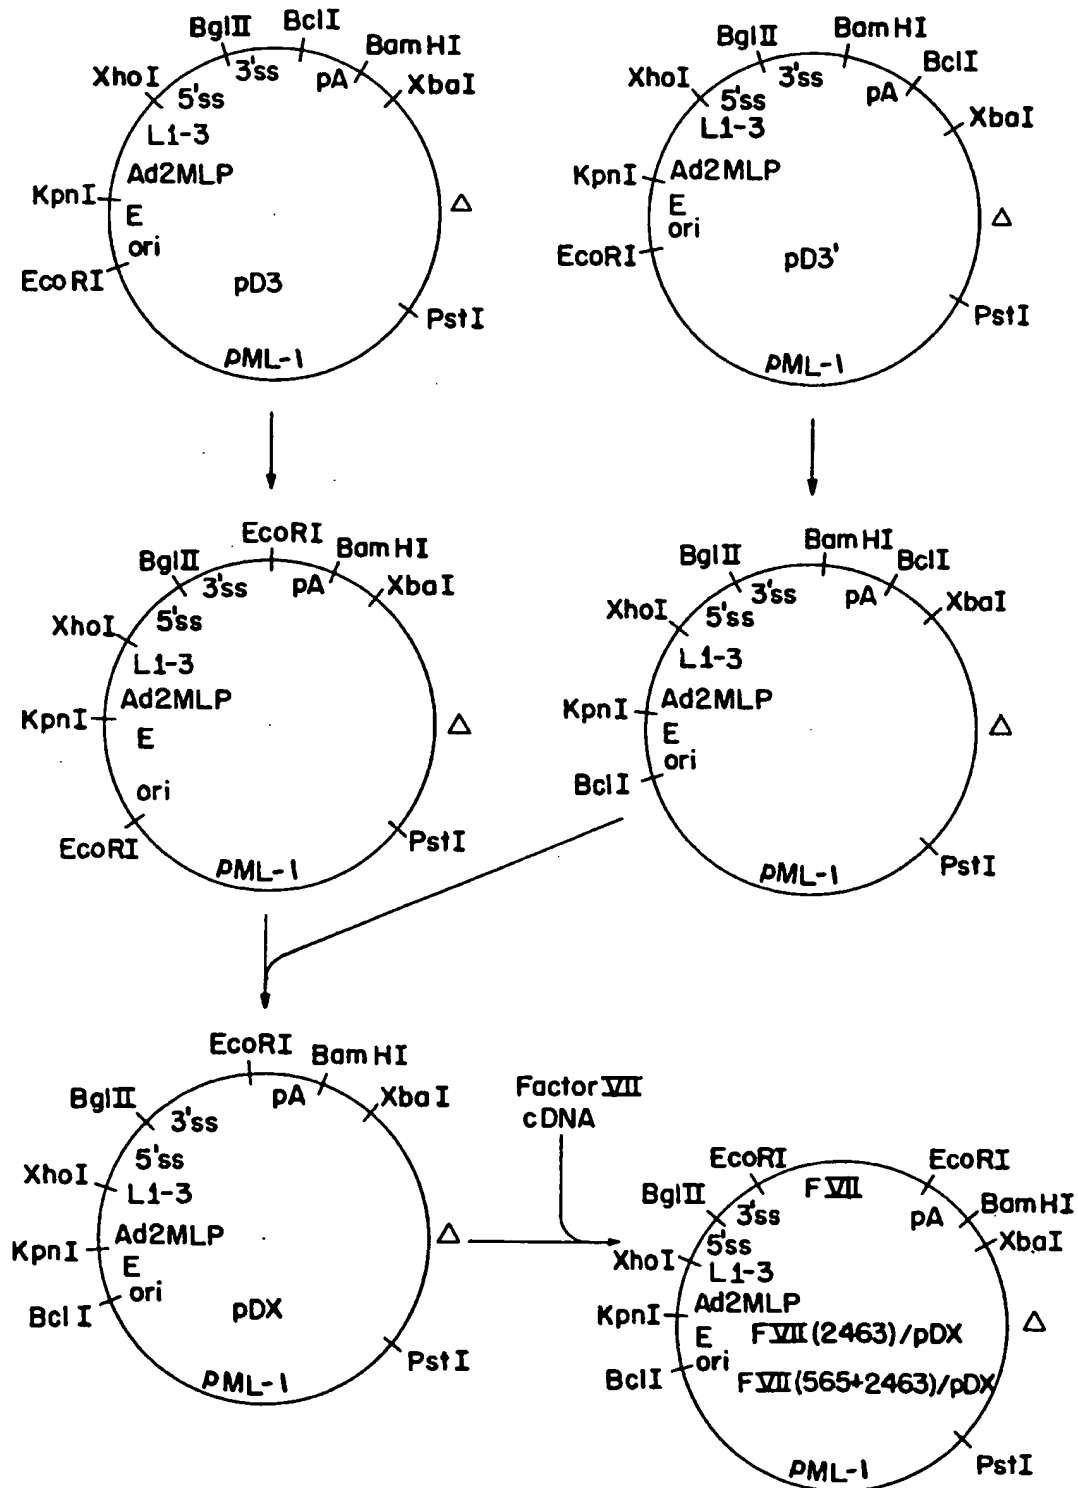 BglII
BclI
BamHI
XhoI
3'ss
pA
XbaI
5'ss
L1-3
Ad2MLP
KpnI
E
ori
EcoRI
Δ
pD3
PstI
pML-1
BglII
BamHI
BclI
XhoI
3'ss
pA
XbaI
5'ss
L1-3
KpnI
Ad2MLP
E
ori
EcoRI
Δ
pD3'
PstI
pML-1
EcoRI
BglII
BamHI
3'ss
pA
XbaI
XhoI
5'ss
L1-3
Ad2MLP
KpnI
E
Δ
ori
EcoRI
PstI
pML-1
BamHI
BglII
BclI
3'ss
pA
XbaI
XhoI
5'ss
L1-3
KpnI
Ad2MLP
E
ori
Δ
BclI
PstI
pML-1
EcoRI
BamHI
BglII
pA
XbaI
3'ss
5'ss
XhoI
L1-3
Ad2MLP
KpnI
E
ori
Δ
BclI
pDX
PstI
pML-1
Factor VII
cDNA
EcoRI
FVII
EcoRI
BglII
3'ss
pA
BamHI
5'ss
XbaI
XhoI
L1-3
KpnI
Ad2MLP
E
FVII(2463)/pDX
Δ
ori
BclI
FVII(565+2463)/pDX
PstI
pML-1